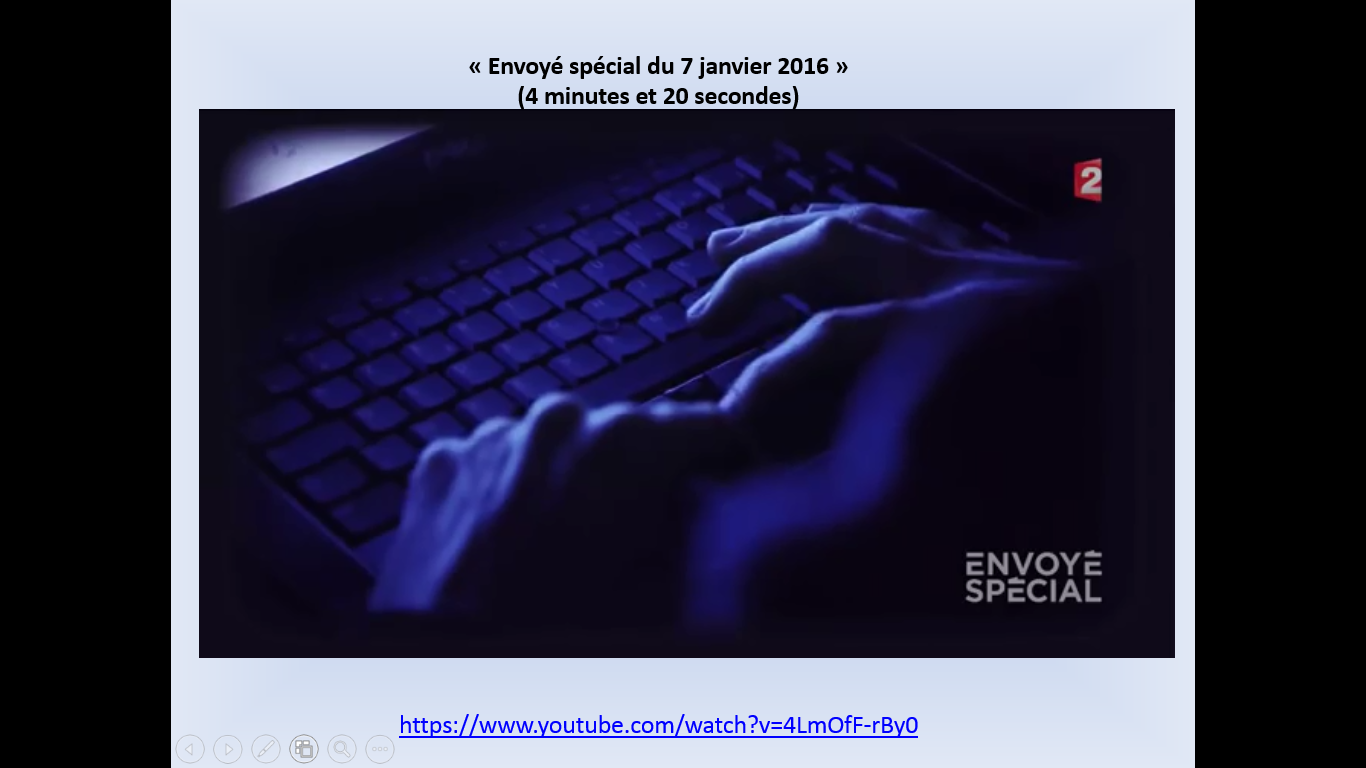 « Envoyé spécial du 7 janvier 2016 »
(4 minutes et 20 secondes)
2
ENVOYÉ
SPÉCIAL
https://www.youtube.com/watch?v=4LmOfF-rBy0